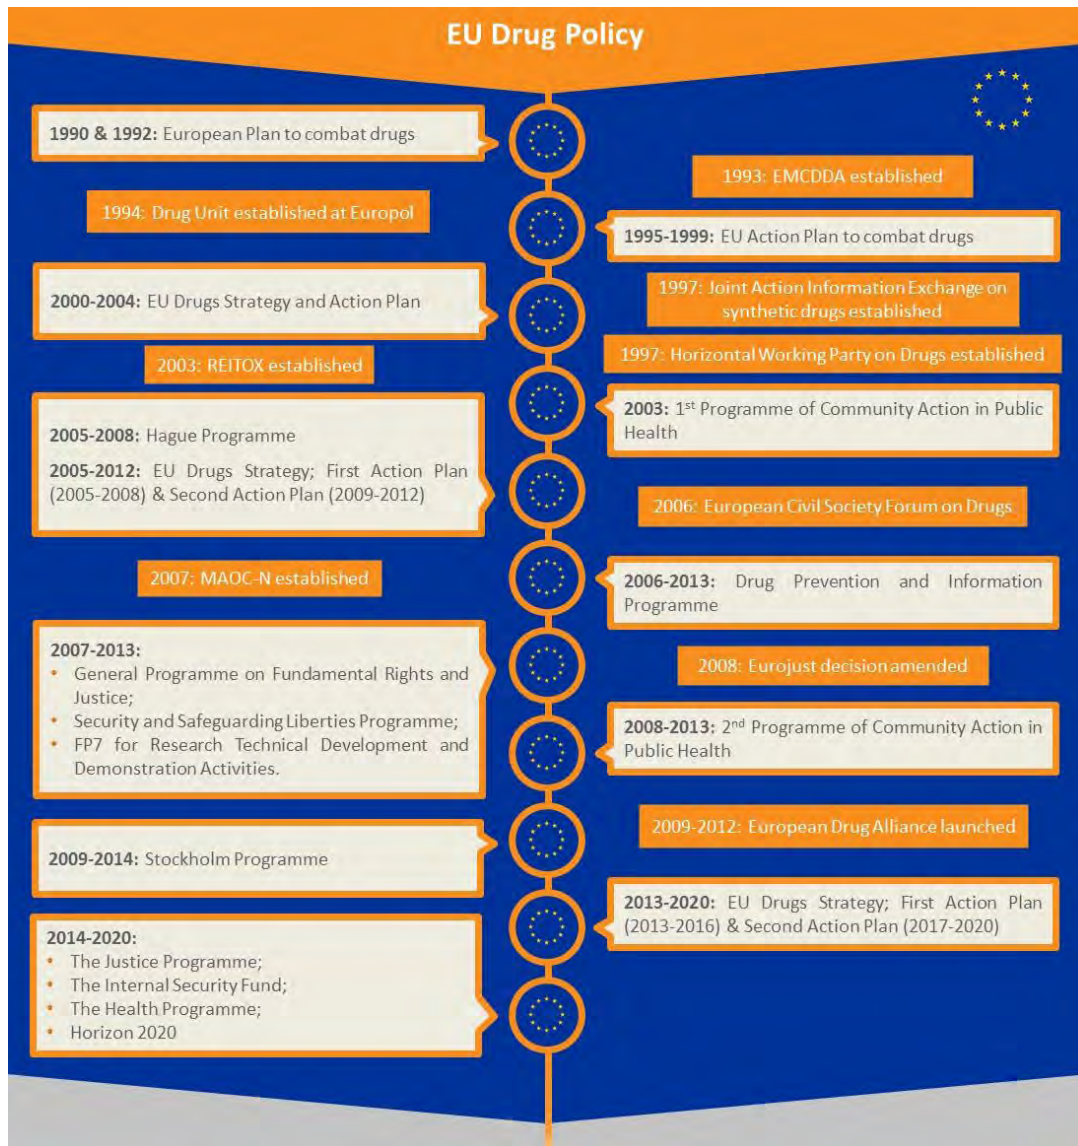 EU Drug Policy
1990 & 1992: European Plan to combat drugs
1993: EMCDDA established
1994: Drug Unit established at Europol
1995-1999: EU Action Plan to combat drugs
2000-2004: EU Drugs Strategy and Action Plan
1997: Joint Action Information Exchange on
synthetic drugs established
1997: Horizontal Working Party on Drugs established
2003: REITOX established
2003: 1st Programme of Community Action in Public
Health
2005-2008: Hague Programme
2005-2012: EU Drugs Strategy; First Action Plan
(2005-2008) & Second Action Plan (2009-2012)
2006: European Civil Society Forum on Drugs
2007: MAOC-N established
2006-2013: Drug Prevention and Information
Programme
2007-2013:
• General Programme on Fundamental Rights and
Justice;
• Security and Safeguarding Liberties Programme;
• FP7 for Research Technical Development and
Demonstration Activities.
2008: Eurojust decision amended
2008-2013: 2nd Programme of Community Action in
Public Health
2009-2012: European Drug Alliance launched
2009-2014: Stockholm Programme
2013-2020: EU Drugs Strategy; First Action Plan
(2013-2016) & Second Action Plan (2017-2020)
2014-2020:
• The Justice Programme;
• The Internal Security Fund;
• The Health Programme;
• Horizon 2020